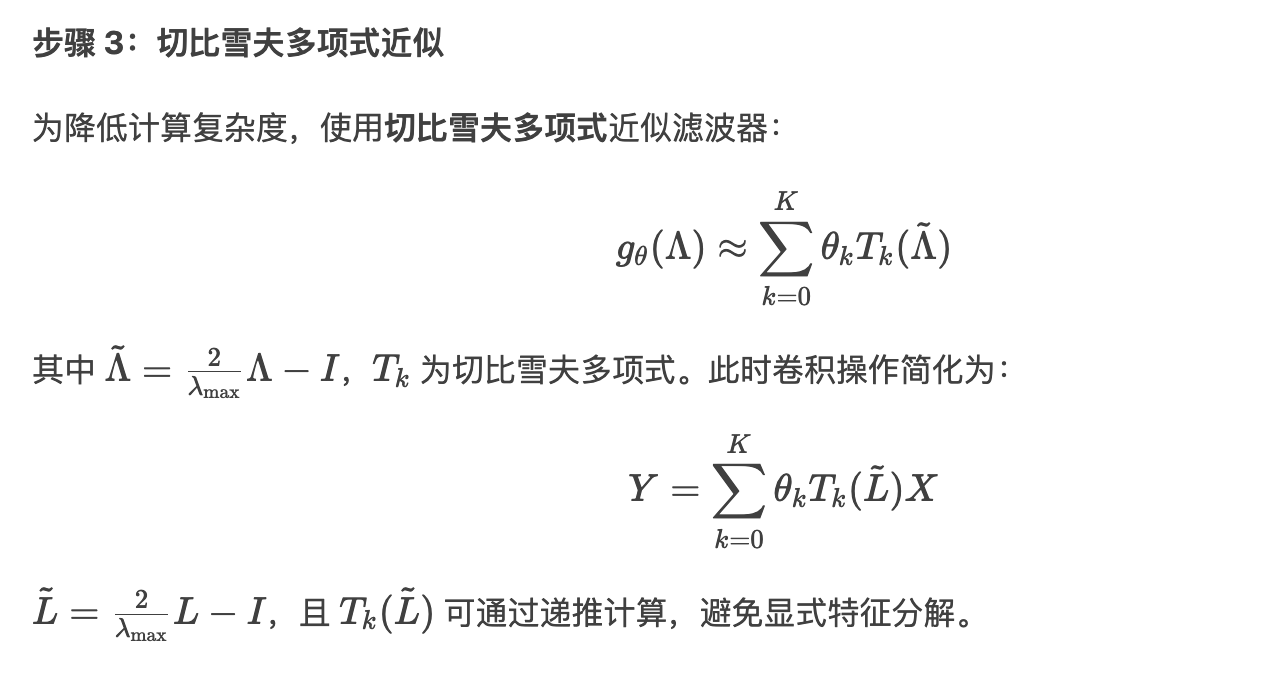 步骤 3：切比雪夫多项式近似
为降低计算复杂度，使用切比雪夫多项式近似滤波器：
$$g_\theta(\Lambda) \approx \sum_{k=0}^{K} \theta_k T_k(\tilde{\Lambda})$$
其中 $\tilde{\Lambda} = \frac{2}{\lambda_{\max}} \Lambda - I$，$T_k$ 为切比雪夫多项式。此时卷积操作简化为：
$$Y = \sum_{k=0}^{K} \theta_k T_k(\tilde{L}) X$$
$\tilde{L} = \frac{2}{\lambda_{\max}} L - I$，且 $T_k(\tilde{L})$ 可通过递推计算，避免显式特征分解。